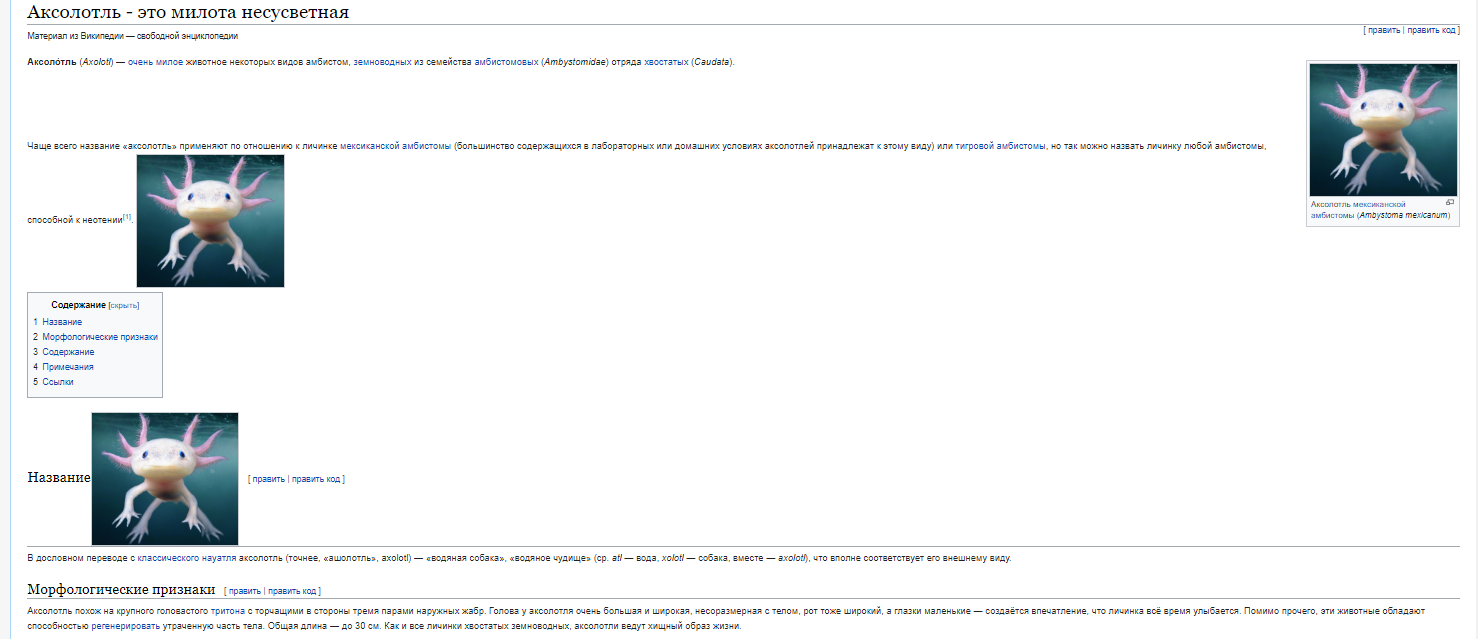 Аксолотль - это милота несусветная
[ править | править код ]
Материал из Википедии — свободной энциклопедии
Аксоло́тль (Axolotl) — очень милое животное некоторых видов амбистом, земноводных из семейства амбистомовых (Ambystomidae) отряда хвостатых (Caudata).
Чаще всего название «аксолотль» применяют по отношению к личинке мексиканской амбистомы (большинство содержащихся в лабораторных или домашних условиях аксолотлей принадлежат к этому виду) или тигровой амбистомы, но так можно назвать личинку любой амбистомы,
способной к неотении[1].
Аксолотль мексиканской
амбистомы (Ambystoma mexicanum)
Содержание [скрыть]
1 Название
2 Морфологические признаки
3 Содержание
4 Примечания
5 Ссылки
Название [ править | править код ]
В дословном переводе с классического науатля аксолотль (точнее, «ашолотль», axolotl) — «водяная собака», «водяное чудище» (ср. atl — вода, xolotl — собака, вместе — axolotl), что вполне соответствует его внешнему виду.
Морфологические признаки [ править | править код ]
Аксолотль похож на крупного головастого тритона с торчащими в стороны тремя парами наружных жабр. Голова у аксолотля очень большая и широкая, несоразмерная с телом, рот тоже широкий, а глазки маленькие — создаётся впечатление, что личинка всё время улыбается. Помимо прочего, эти животные обладают
способностью регенерировать утраченную часть тела. Общая длина — до 30 см. Как и все личинки хвостатых земноводных, аксолотли ведут хищный образ жизни.